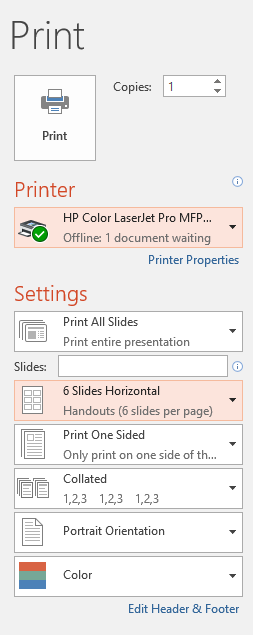 Print
Copies: 1
Print
Printer
HP Color LaserJet Pro MFP...
Offline: 1 document waiting
Printer Properties
Settings
Print All Slides
Print entire presentation
Slides:
6 Slides Horizontal
Handouts (6 slides per page)
Print One Sided
Only print on one side of th...
Collated
1,2,3 1,2,3 1,2,3
Portrait Orientation
Color
Edit Header & Footer